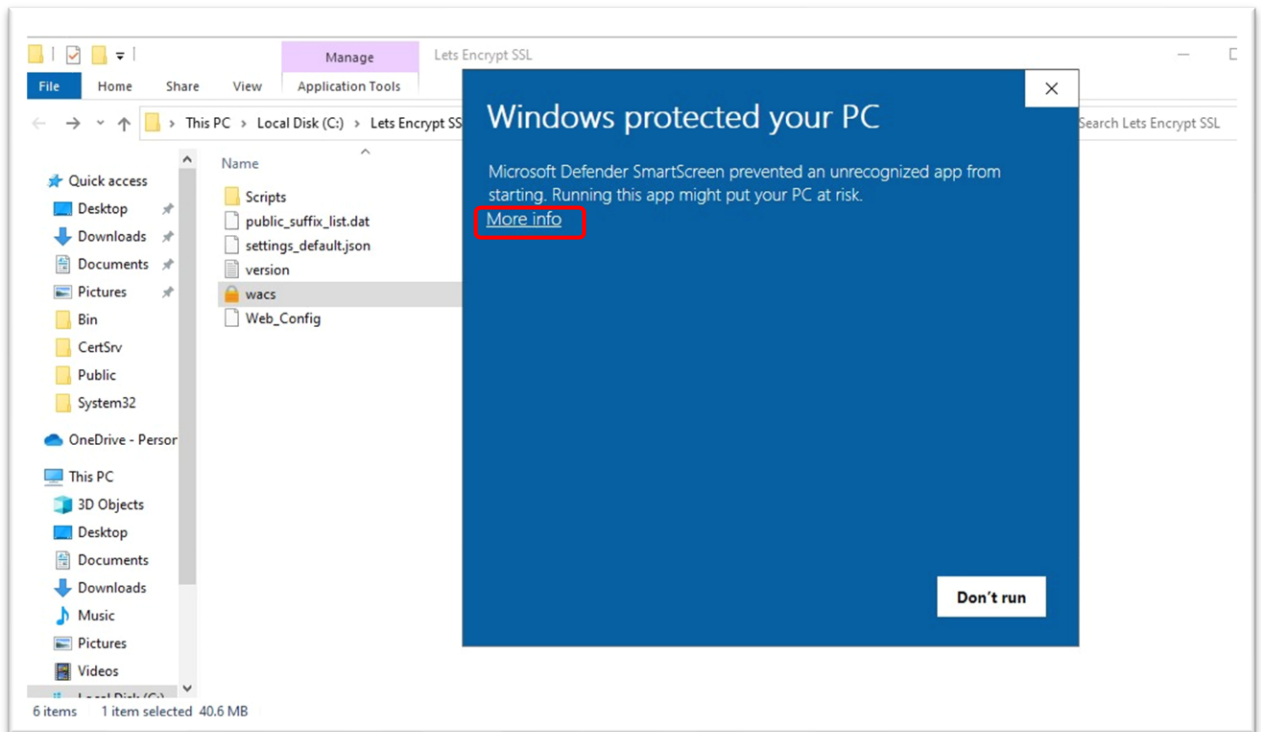 Manage
Lets Encrypt SSL
File Home Share View Application Tools
This PC > Local Disk (C:) > Lets Encrypt SS
Search Lets Encrypt SSL
Quick access
Desktop
Downloads
Documents
Pictures
Bin
CertSrv
Public
System32
OneDrive - Person
This PC
3D Objects
Desktop
Documents
Downloads
Music
Pictures
Videos
Local Disk (C:)
Name
Scripts
public_suffix_list.dat
settings_default.json
version
wacs
Web_Config
Windows protected your PC
Microsoft Defender SmartScreen prevented an unrecognized app from
starting. Running this app might put your PC at risk.
More info
Don't run
6 items 1 item selected 40.6 MB